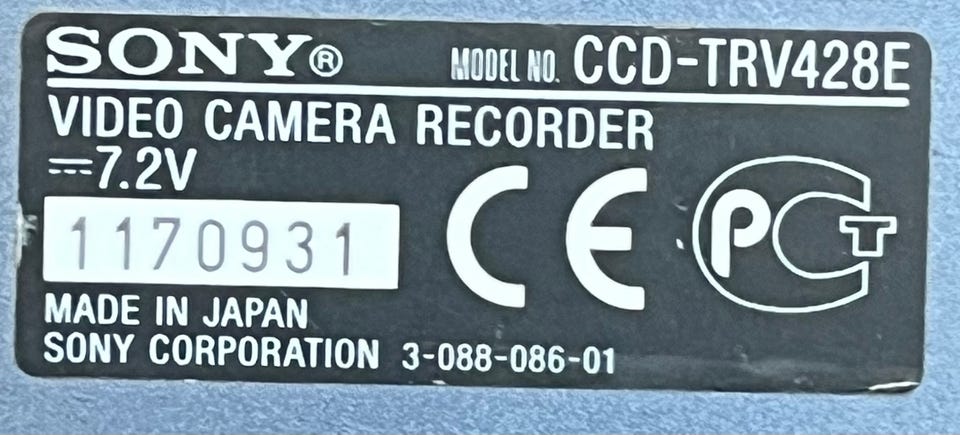 SONY® MODEL NO. CCD-TRV428E
VIDEO CAMERA RECORDER
⎓7.2V
1170931
CE PCT
MADE IN JAPAN
SONY CORPORATION 3-088-086-01